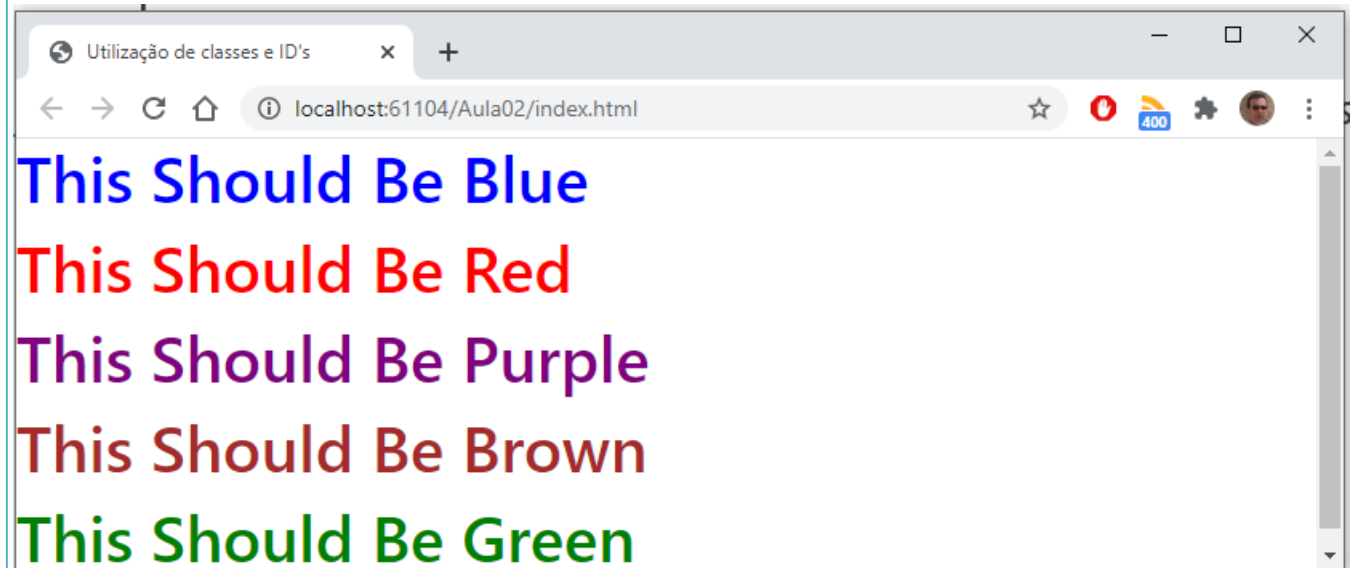 Utilização de classes e ID's
localhost:61104/Aula02/index.html
400
This Should Be Blue
This Should Be Red
This Should Be Purple
This Should Be Brown
This Should Be Green